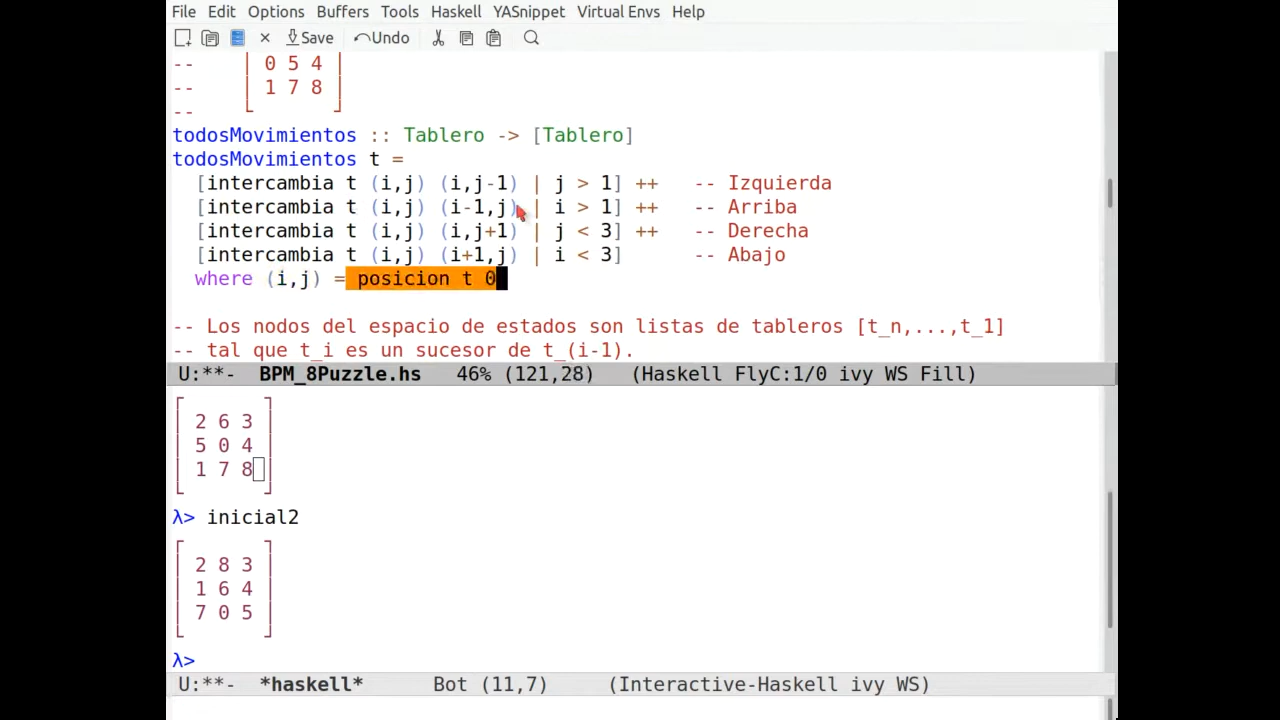 File Edit Options Buffers Tools Haskell YASnippet Virtual Envs Help
Save Undo
-- | 0 5 4 |
-- | 1 7 8 |
--
todosMovimientos :: Tablero -> [Tablero]
todosMovimientos t =
[intercambia t (i,j) (i,j-1) | j > 1] ++ -- Izquierda
[intercambia t (i,j) (i-1,j) | i > 1] ++ -- Arriba
[intercambia t (i,j) (i,j+1) | j < 3] ++ -- Derecha
[intercambia t (i,j) (i+1,j) | i < 3] -- Abajo
where (i,j) = posicion t 0
-- Los nodos del espacio de estados son listas de tableros [t_n,...,t_1]
-- tal que t_i es un sucesor de t_(i-1).
U:**- BPM_8Puzzle.hs 46% (121,28) (Haskell FlyC:1/0 ivy WS Fill)
┌ ┐
│ 2 6 3 │
│ 5 0 4 │
│ 1 7 8 │
└ ┘
λ> inicial2
┌ ┐
│ 2 8 3 │
│ 1 6 4 │
│ 7 0 5 │
└ ┘
λ>
U:**- *haskell* Bot (11,7) (Interactive-Haskell ivy WS)